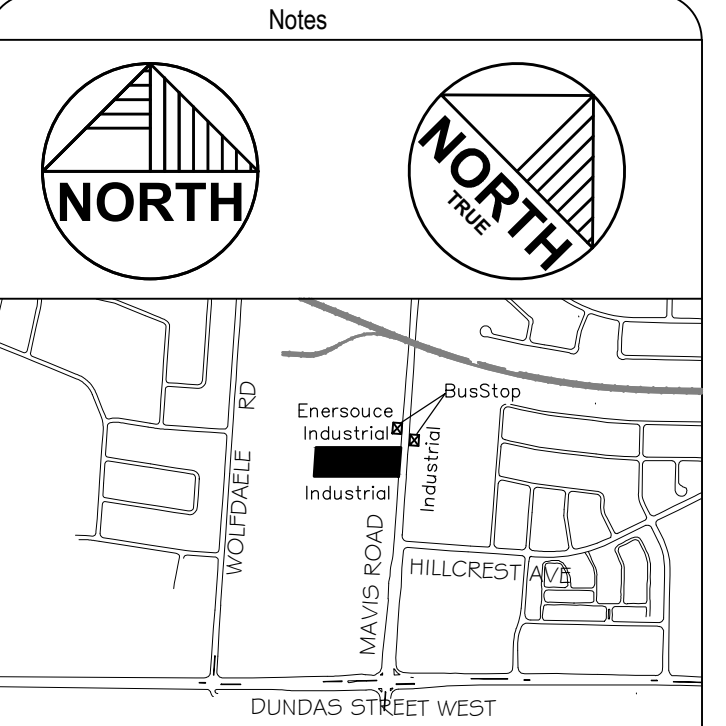 Notes
NORTH
NORTH
TRUE
BusStop
Enersouce
Industrial
Industrial
Industrial
WOLFDAELE RD
MAVIS ROAD
HILLCREST AVE
DUNDAS STREET WEST